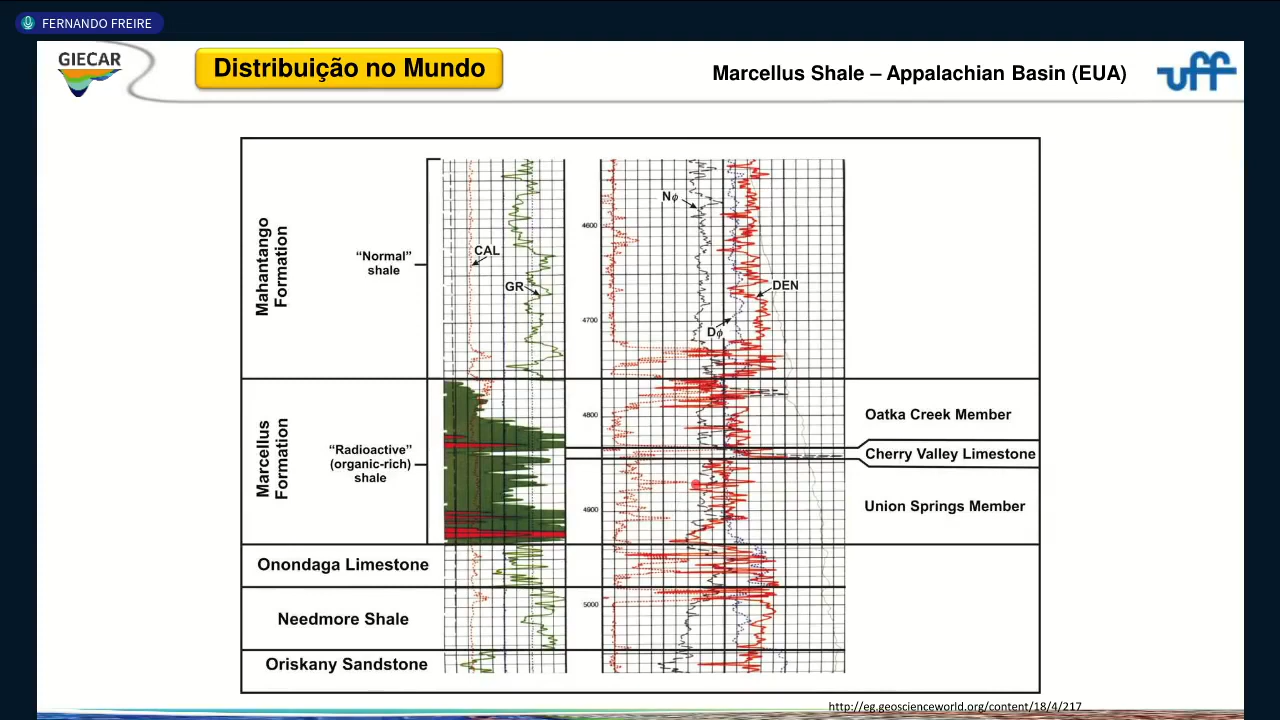 FERNANDO FREIRE
GIECAR
Distribuição no Mundo
Marcellus Shale – Appalachian Basin (EUA)
uff
Mahantango
Formation
“Normal”
shale
CAL
GR
4600
4700
Nϕ
Dϕ
DEN
Marcellus
Formation
“Radioactive”
(organic-rich)
shale
4800
4900
Oatka Creek Member
Cherry Valley Limestone
Union Springs Member
Onondaga Limestone
Needmore Shale
5000
Oriskany Sandstone
http://eg.geoscienceworld.org/content/18/4/217